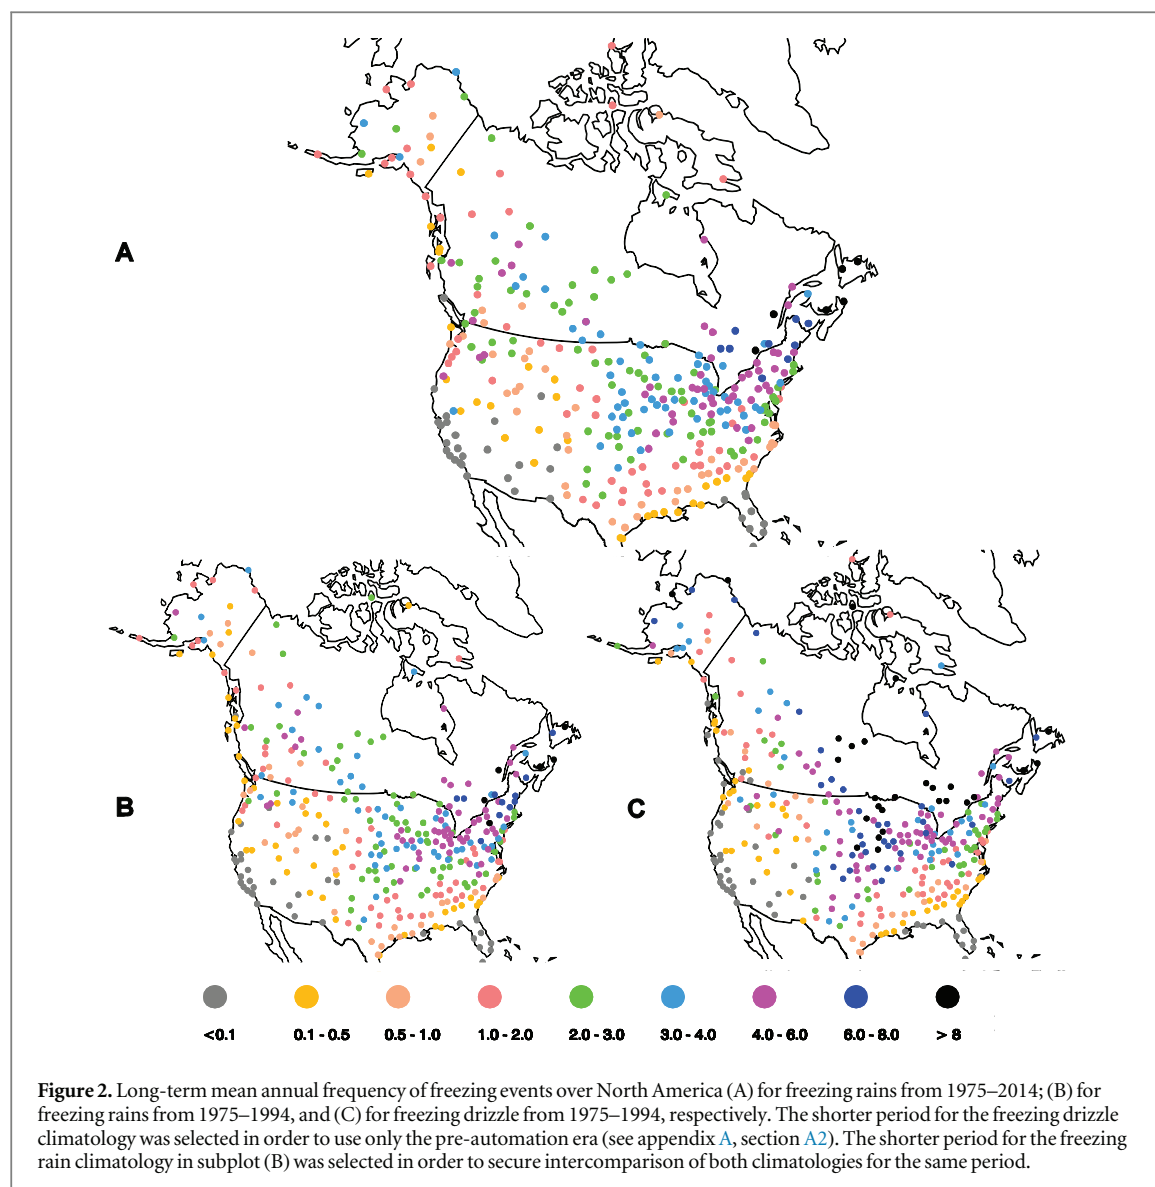 A
B
C
<0.1
0.1 - 0.5
0.5 - 1.0
1.0 - 2.0
2.0 - 3.0
3.0 - 4.0
4.0 - 6.0
6.0 - 8.0
> 8
Figure 2. Long-term mean annual frequency of freezing events over North America (A) for freezing rains from 1975–2014; (B) for
freezing rains from 1975–1994, and (C) for freezing drizzle from 1975–1994, respectively. The shorter period for the freezing drizzle
climatology was selected in order to use only the pre-automation era (see appendix A, section A2). The shorter period for the freezing
rain climatology in subplot (B) was selected in order to secure intercomparison of both climatologies for the same period.